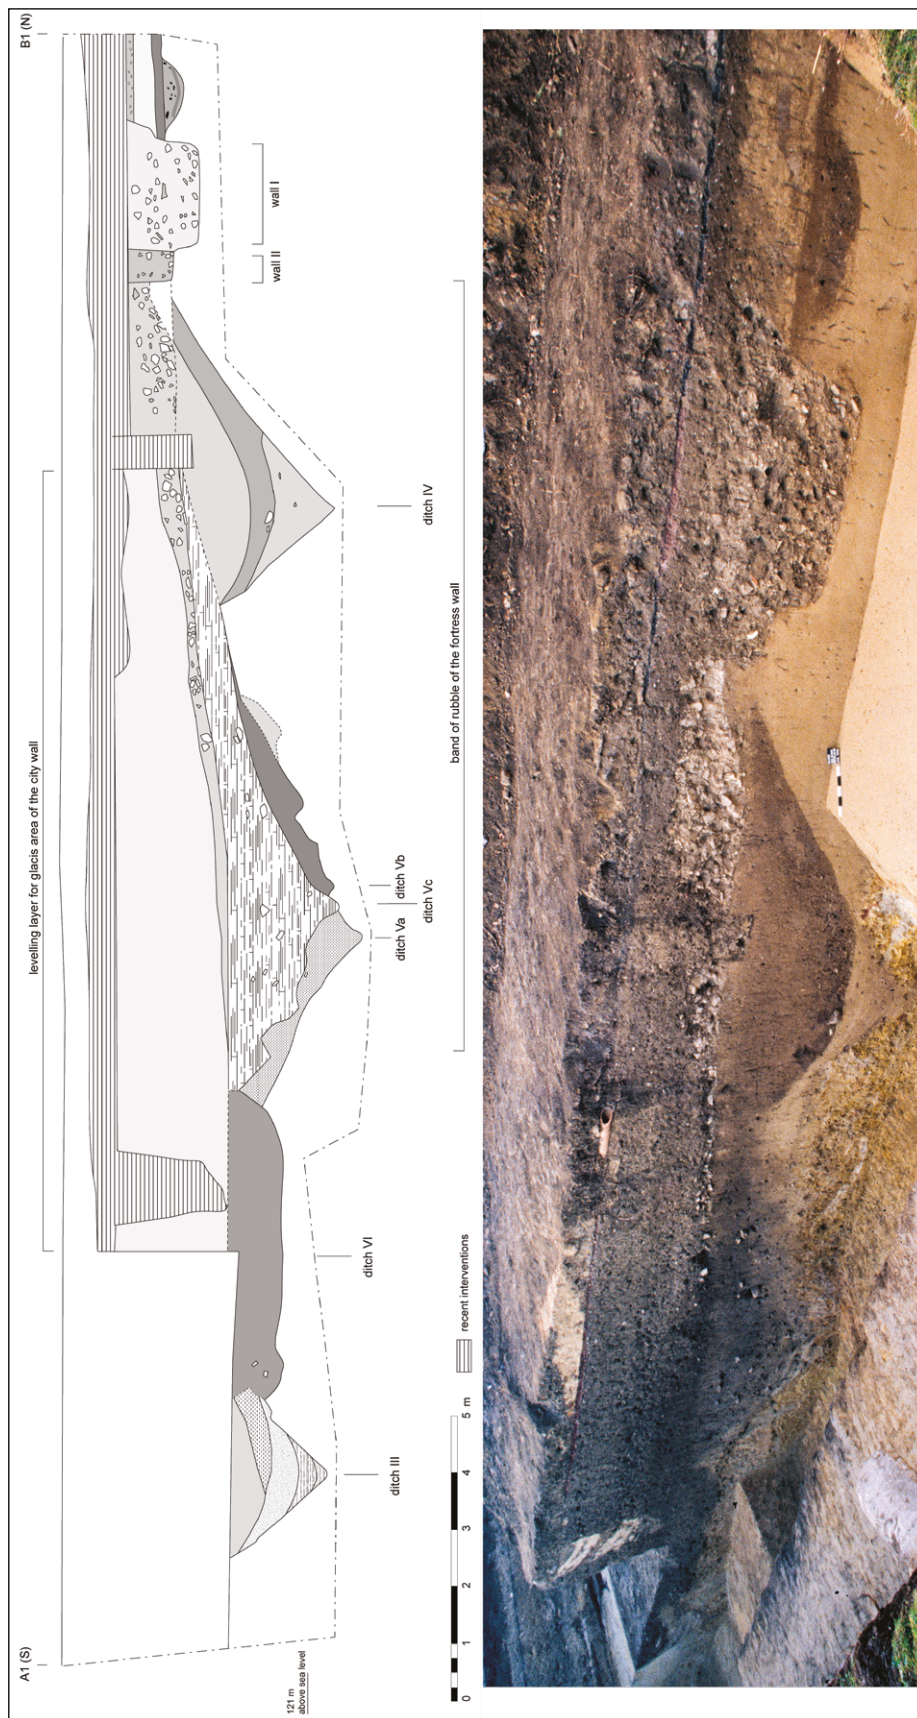 A1 (S)
B1 (N)
levelling layer for glacis area of the city wall
wall II
wall I
ditch III
ditch VI
ditch Va
ditch Vc
ditch Vb
ditch IV
band of rubble of the fortress wall
121 m
above sea level
0 1 2 3 4 5 m
recent interventions